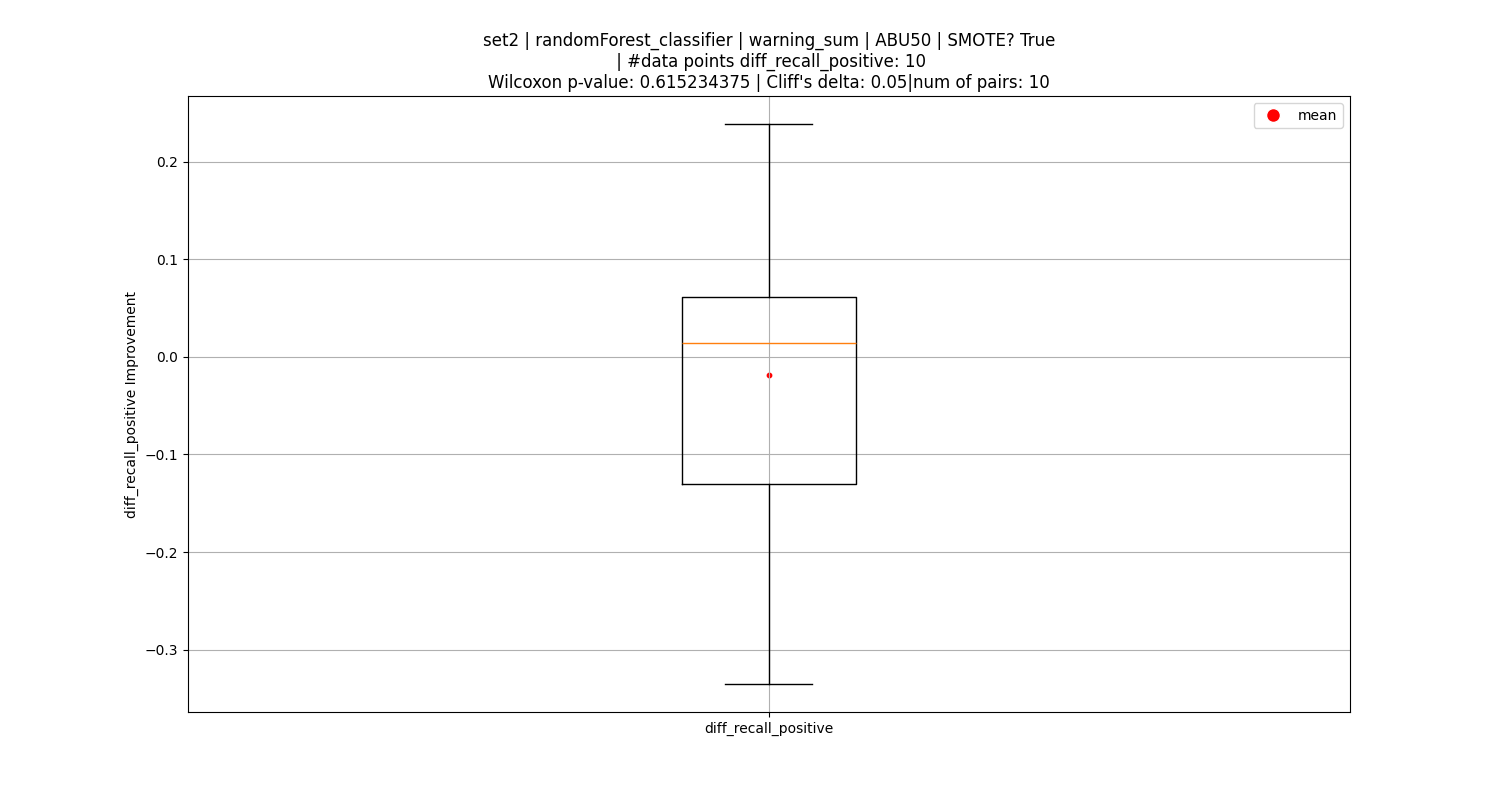 set2 | randomForest_classifier | warning_sum | ABU50 | SMOTE? True
| #data points diff_recall_positive: 10
Wilcoxon p-value: 0.615234375 | Cliff's delta: 0.05|num of pairs: 10
mean
0.2
0.1
0.0
−0.1
−0.2
−0.3
diff_recall_positive Improvement
diff_recall_positive